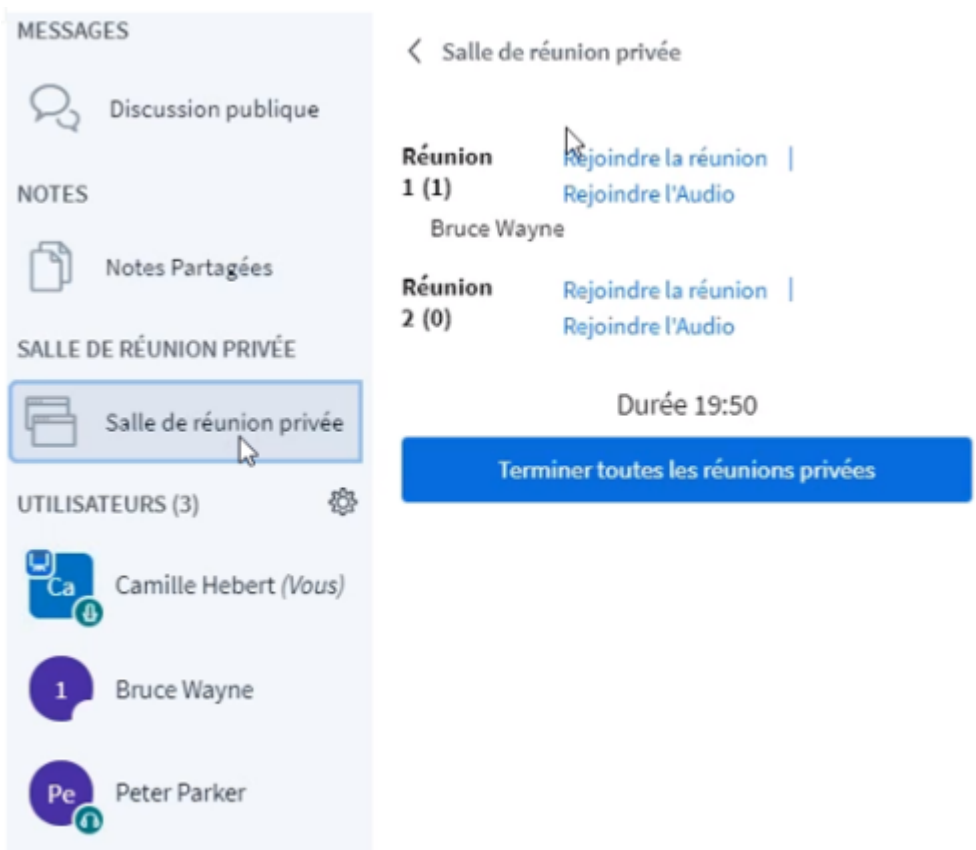 MESSAGES
Discussion publique
NOTES
Notes Partagées
SALLE DE RÉUNION PRIVÉE
Salle de réunion privée
UTILISATEURS (3)
Ca
Camille Hebert (Vous)
1
Bruce Wayne
Pe
Peter Parker
Salle de réunion privée
Réunion
1 (1)
Rejoindre la réunion |
Rejoindre l'Audio
Bruce Wayne
Réunion
2 (0)
Rejoindre la réunion |
Rejoindre l'Audio
Durée 19:50
Terminer toutes les réunions privées